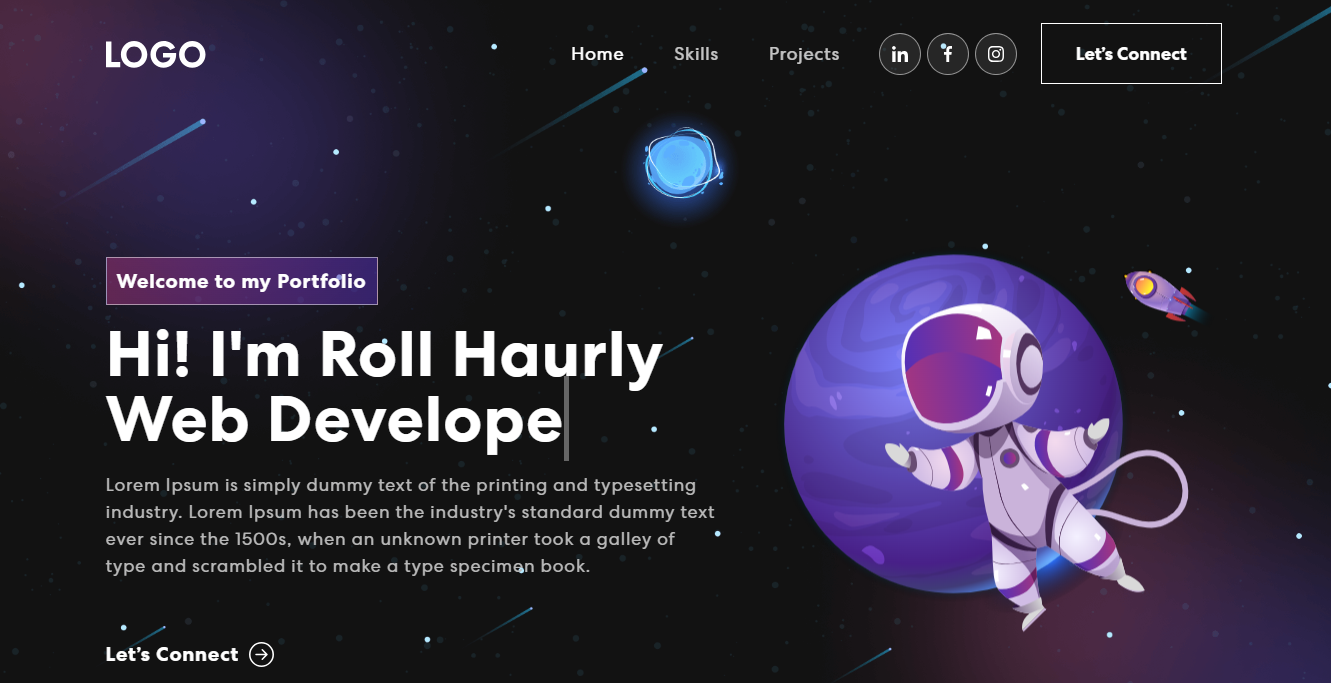 LOGO
Home
Skills
Projects
in
f
Let's Connect
Welcome to my Portfolio
Hi! I'm Roll Haurly
Web Develope
Lorem Ipsum is simply dummy text of the printing and typesetting
industry. Lorem Ipsum has been the industry's standard dummy text
ever since the 1500s, when an unknown printer took a galley of
type and scrambled it to make a type specimen book.
Let's Connect